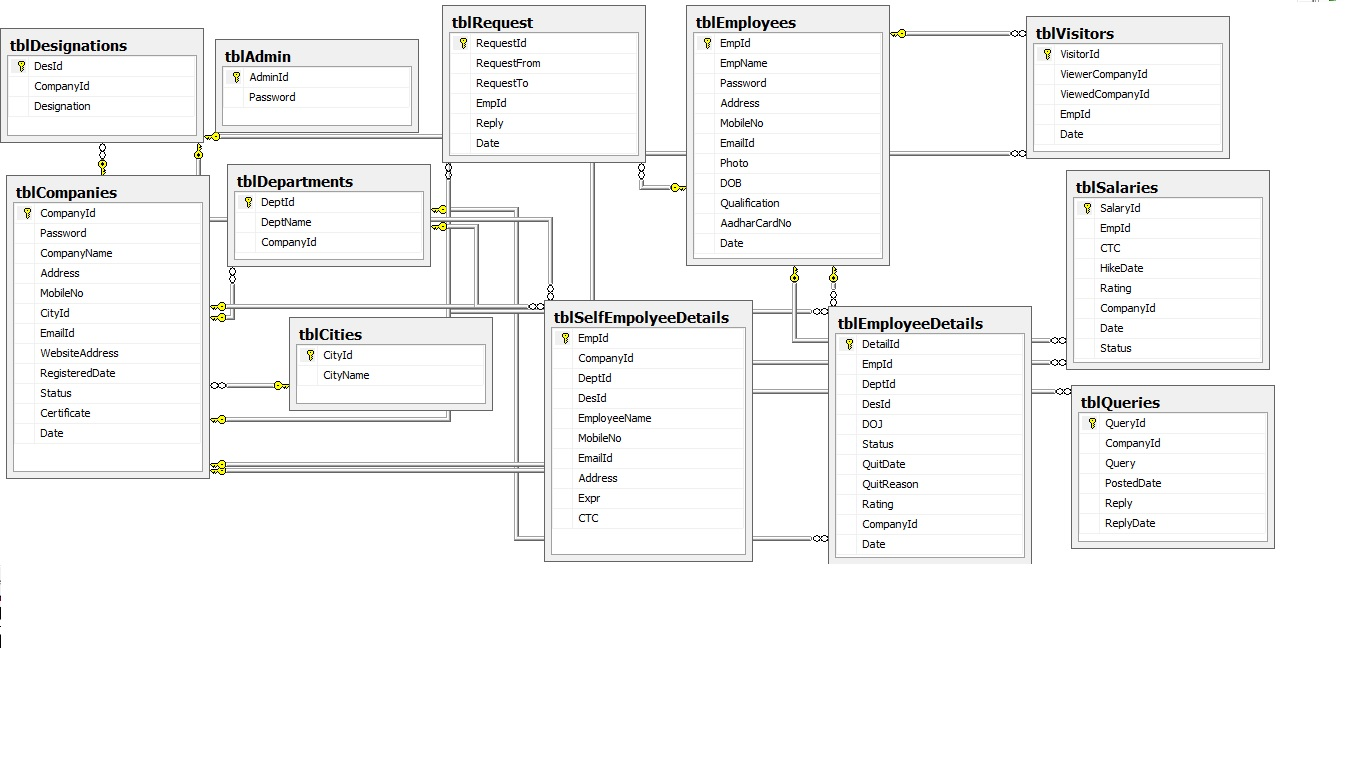 tblDesignations
DesId
CompanyId
Designation
tblAdmin
AdminId
Password
tblRequest
RequestId
RequestFrom
RequestTo
EmpId
Reply
Date
tblEmployees
EmpId
EmpName
Password
Address
MobileNo
EmailId
Photo
DOB
Qualification
AadharCardNo
Date
tblVisitors
VisitorId
ViewerCompanyId
ViewedCompanyId
EmpId
Date
tblCompanies
CompanyId
Password
CompanyName
Address
MobileNo
CityId
EmailId
WebsiteAddress
RegisteredDate
Status
Certificate
Date
tblDepartments
DeptId
DeptName
CompanyId
tblCities
CityId
CityName
tblSelfEmpolyeeDetails
EmpId
CompanyId
DeptId
DesId
EmployeeName
MobileNo
EmailId
Address
Expr
CTC
tblEmployeeDetails
DetailId
EmpId
DeptId
DesId
DOJ
Status
QuitDate
QuitReason
Rating
CompanyId
Date
tblSalaries
SalaryId
EmpId
CTC
HikeDate
Rating
CompanyId
Date
Status
tblQueries
QueryId
CompanyId
Query
PostedDate
Reply
ReplyDate